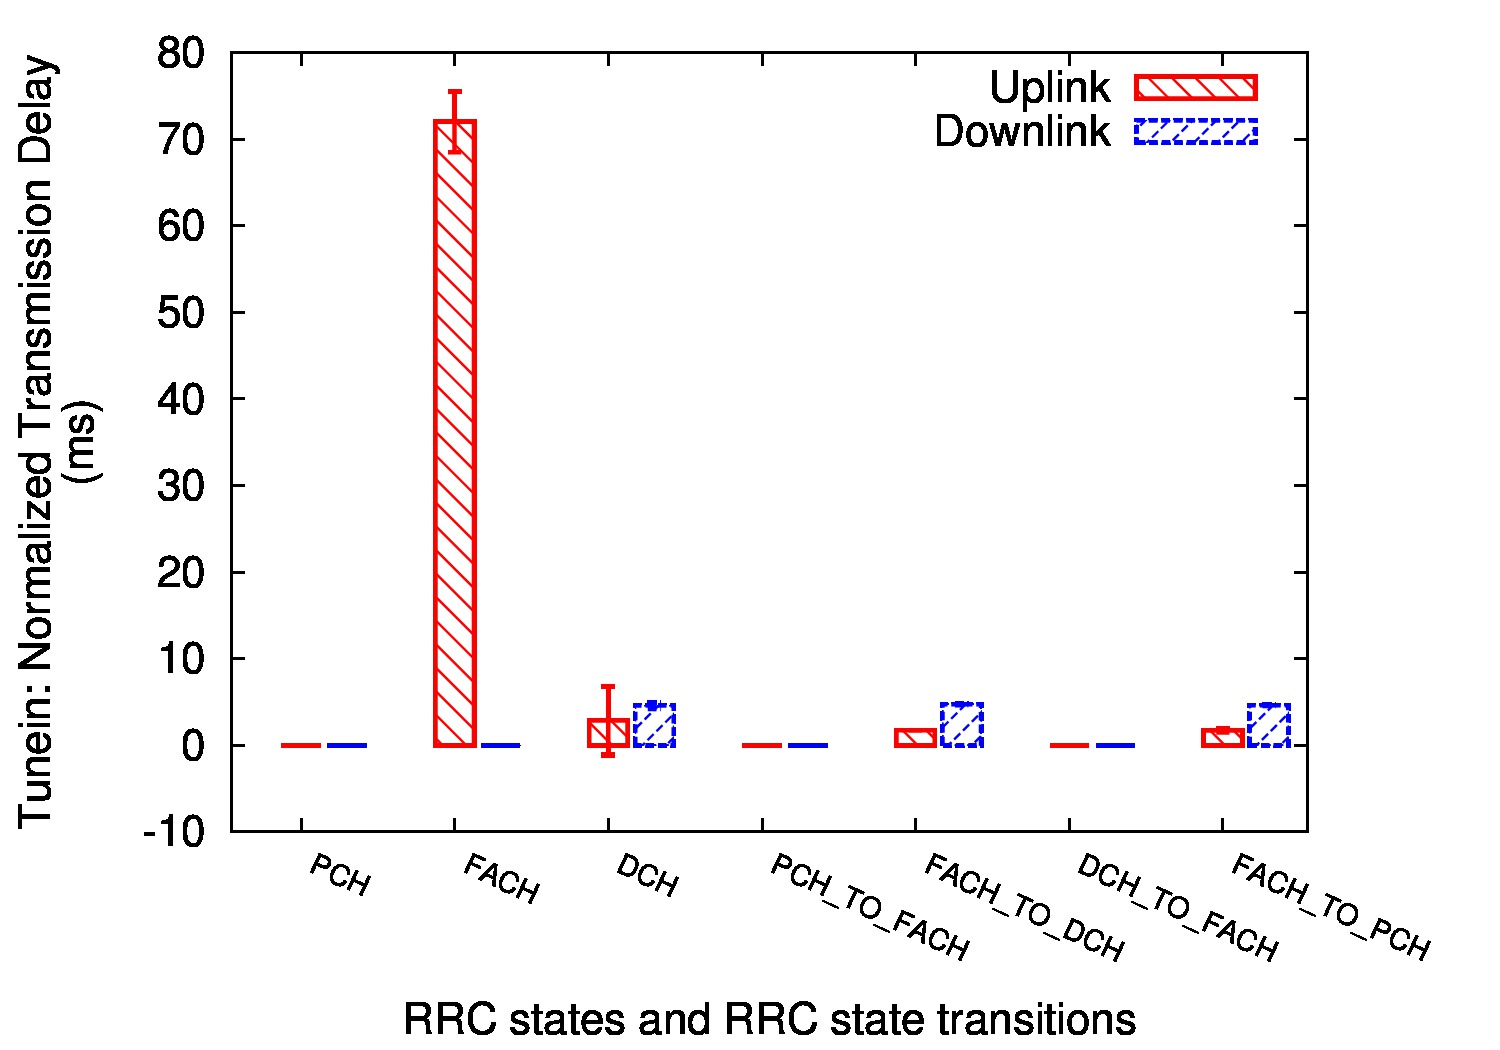 Tunein: Normalized Transmission Delay
(ms)
80
70
60
50
40
30
20
10
0
-10
Uplink
Downlink
PCH
FACH
DCH
PCH_TO_FACH
FACH_TO_DCH
DCH_TO_FACH
FACH_TO_PCH
RRC states and RRC state transitions